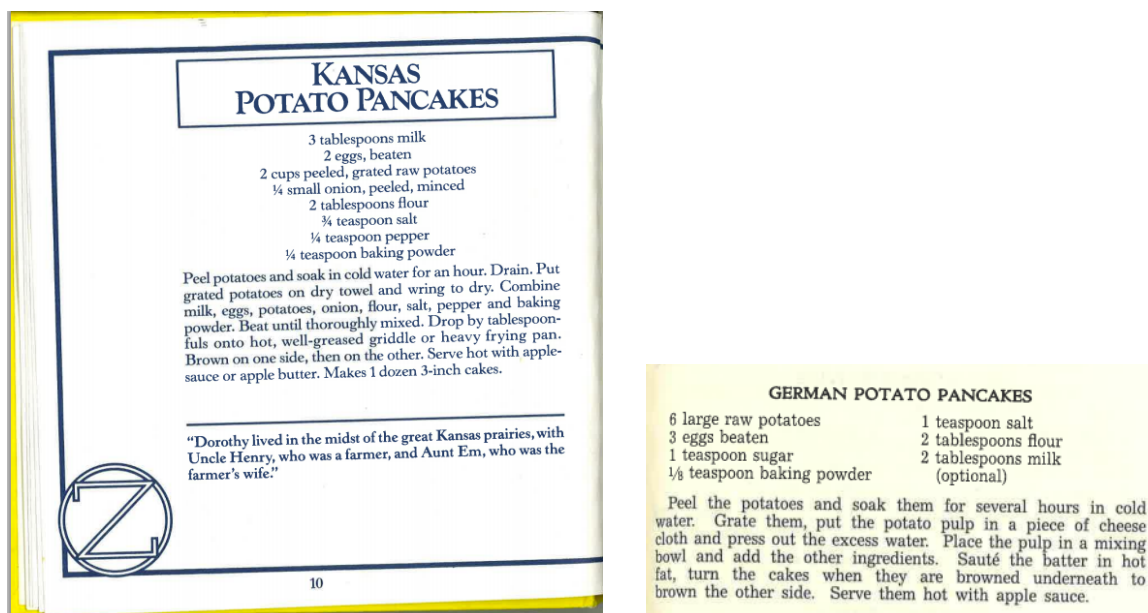 KANSAS
POTATO PANCAKES
3 tablespoons milk
2 eggs, beaten
2 cups peeled, grated raw potatoes
¼ small onion, peeled, minced
2 tablespoons flour
¾ teaspoon salt
¼ teaspoon pepper
¼ teaspoon baking powder
Peel potatoes and soak in cold water for an hour. Drain. Put
grated potatoes on dry towel and wring to dry. Combine
milk, eggs, potatoes, onion, flour, salt, pepper and baking
powder. Beat until thoroughly mixed. Drop by tablespoon-
fuls onto hot, well-greased griddle or heavy frying pan.
Brown on one side, then on the other. Serve hot with apple-
sauce or apple butter. Makes 1 dozen 3-inch cakes.
“Dorothy lived in the midst of the great Kansas prairies, with
Uncle Henry, who was a farmer, and Aunt Em, who was the
farmer’s wife.”
OZ
10
GERMAN POTATO PANCAKES
6 large raw potatoes
3 eggs beaten
1 teaspoon sugar
⅛ teaspoon baking powder
1 teaspoon salt
2 tablespoons flour
2 tablespoons milk
(optional)
Peel the potatoes and soak them for several hours in cold
water. Grate them, put the potato pulp in a piece of cheese
cloth and press out the excess water. Place the pulp in a mixing
bowl and add the other ingredients. Sauté the batter in hot
fat, turn the cakes when they are browned underneath to
brown the other side. Serve them hot with apple sauce.